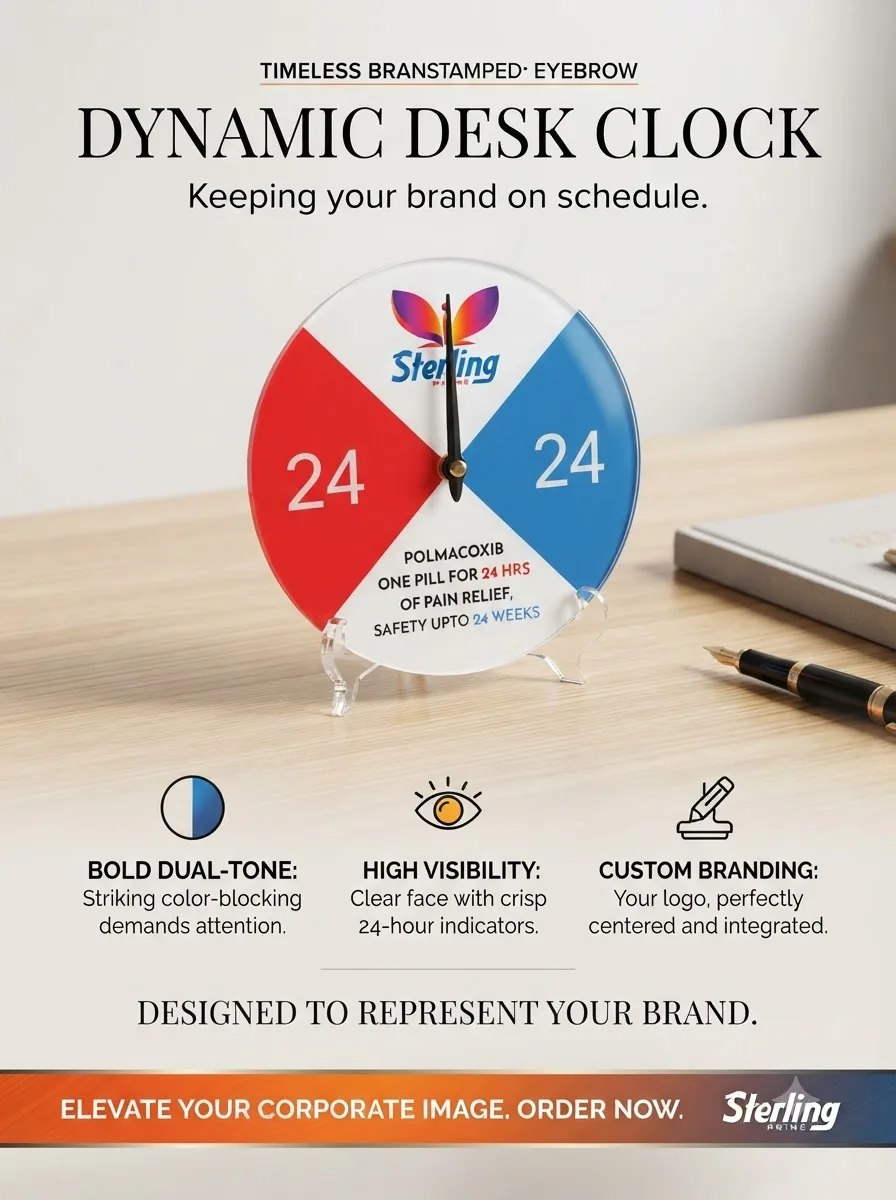 TIMELESS BRANSTAMPED· EYEBROW
DYNAMIC DESK CLOCK
Keeping your brand on schedule.
Sterling
24
24
POLMACOXIB
ONE PILL FOR 24 HRS
OF PAIN RELIEF,
SAFETY UPTO 24 WEEKS
BOLD DUAL-TONE:
Striking color-blocking
demands attention.
HIGH VISIBILITY:
Clear face with crisp
24-hour indicators.
CUSTOM BRANDING:
Your logo, perfectly
centered and integrated.
DESIGNED TO REPRESENT YOUR BRAND.
ELEVATE YOUR CORPORATE IMAGE. ORDER NOW.
Sterling